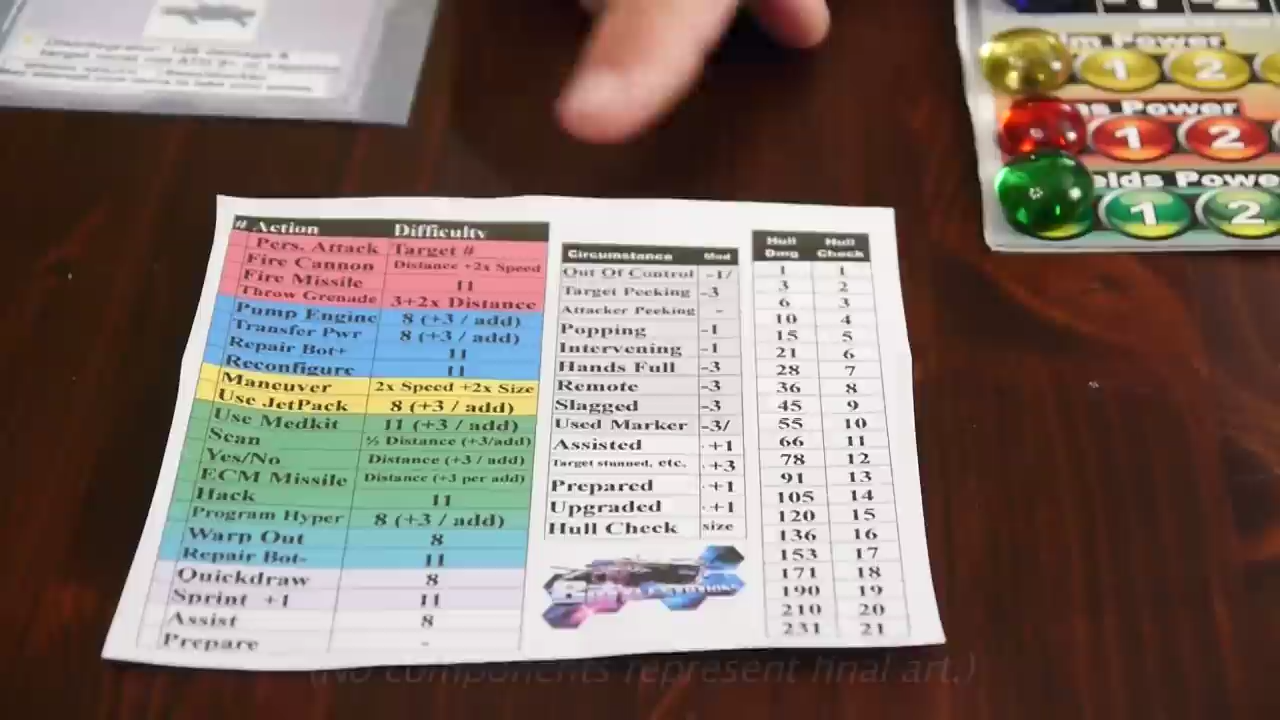 # Action Difficulty
Pers. Attack Target #
Fire Cannon Distance +2x Speed
Fire Missile 11
Throw Grenade 3+2x Distance
Pump Engine 8 (+3 / add)
Transfer Pwr 8 (+3 / add)
Repair Bot+ 11
Reconfigure 11
Maneuver 2x Speed +2x Size
Use JetPack 8 (+3 / add)
Use Medkit 11 (+3 / add)
Scan ½ Distance (+3/add)
Yes/No Distance (+3 / add)
ECM Missile Distance (+3 per add)
Hack 11
Program Hyper 8 (+3 / add)
Warp Out 8
Repair Bot- 11
Quickdraw 8
Sprint +1 11
Assist 8
Prepare -
Circumstance Mod
Out Of Control -1/
Target Peeking -3
Attacker Peeking -
Popping -1
Intervening -1
Hands Full -3
Remote -3
Slagged -3
Used Marker -3/
Assisted +1
Target stunned, etc. +3
Prepared +1
Upgraded +1
Hull Check size
Hull Hull
Dmg Check
1 1
3 2
6 3
10 4
15 5
21 6
28 7
36 8
45 9
55 10
66 11
78 12
91 13
105 14
120 15
136 16
153 17
171 18
190 19
210 20
231 21
-1 -2
lm Power
1 2
ns Power
1 2
elds Powe
1 2
(No components represent final art.)